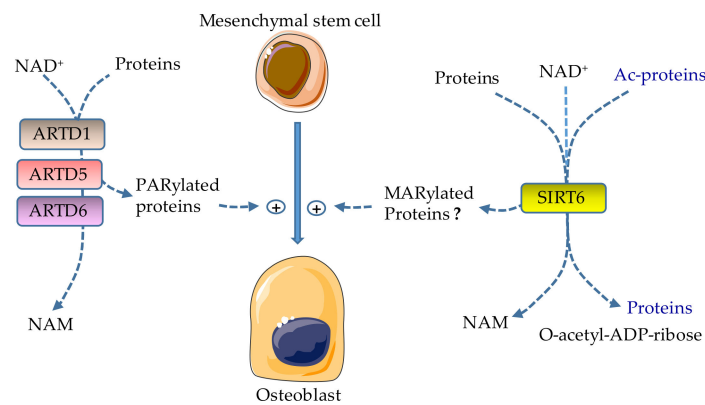 Mesenchymal stem cell
NAD⁺
Proteins
ARTD1
ARTD5
ARTD6
PARylated
proteins
NAM
+
+
MARylated
Proteins ?
Proteins
NAD⁺
Ac-proteins
SIRT6
NAM
Proteins
O-acetyl-ADP-ribose
Osteoblast